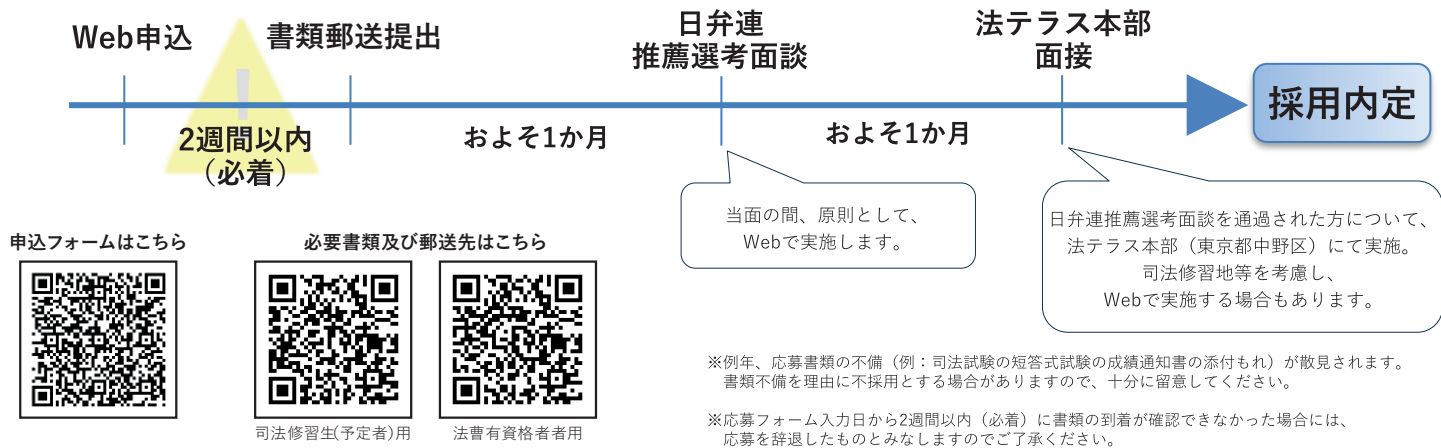 Web申込
書類郵送提出
日弁連
推薦選考面談
法テラス本部
面接
採用内定
!
2週間以内
（必着）
およそ1か月
およそ1か月
当面の間、原則として、
Webで実施します。
日弁連推薦選考面談を通過された方について、
法テラス本部（東京都中野区）にて実施。
司法修習地等を考慮し、
Webで実施する場合もあります。
申込フォームはこちら
必要書類及び郵送先はこちら
司法修習生(予定者)用
法曹有資格者者用
※例年、応募書類の不備（例：司法試験の短答式試験の成績通知書の添付もれ）が散見されます。
書類不備を理由に不採用とする場合がありますので、十分に留意してください。
※応募フォーム入力日から2週間以内（必着）に書類の到着が確認できなかった場合には、
応募を辞退したものとみなしますのでご了承ください。